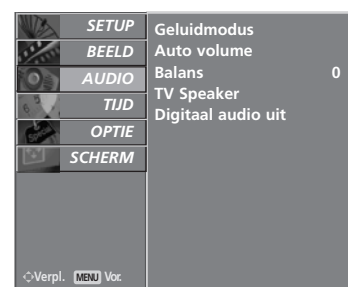 SETUP
BEELD
AUDIO
TIJD
OPTIE
SCHERM
Geluidmodus
Auto volume
Balans 0
TV Speaker
Digitaal audio uit
Verpl. MENU Vor.